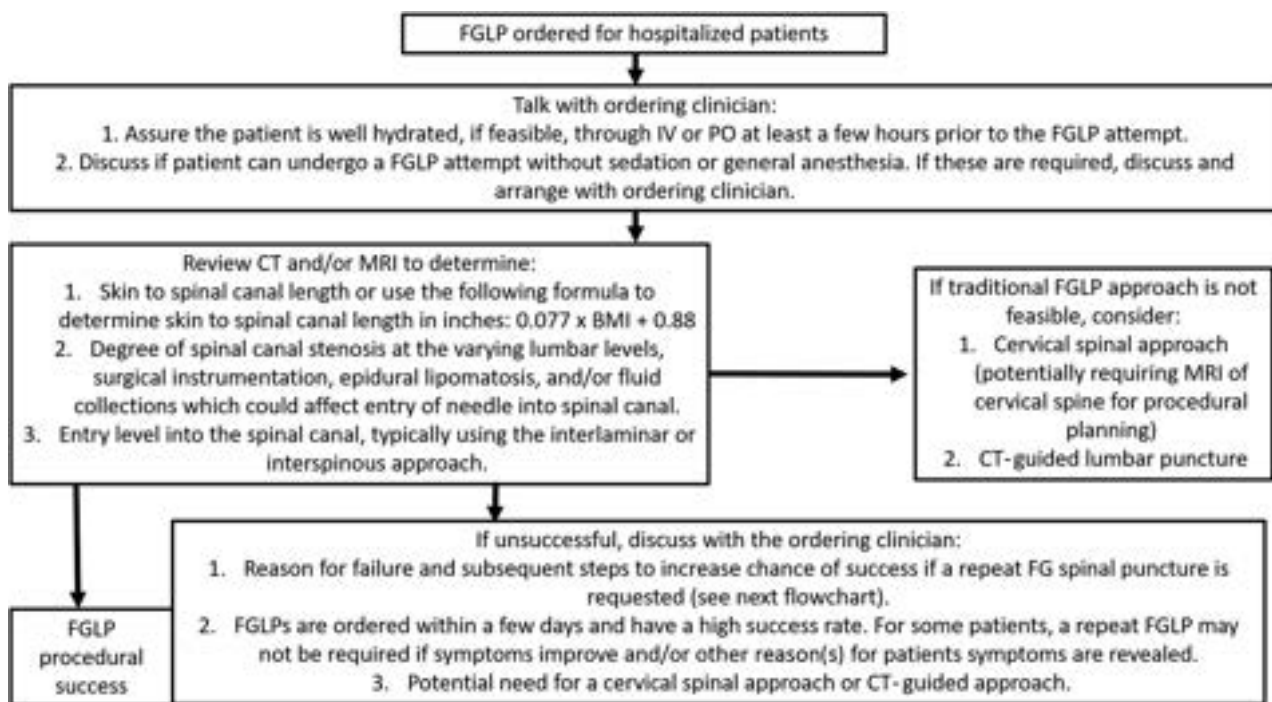 FGLP ordered for hospitalized patients
Talk with ordering clinician:
1. Assure the patient is well hydrated, if feasible, through IV or PO at least a few hours prior to the FGLP attempt.
2. Discuss if patient can undergo a FGLP attempt without sedation or general anesthesia. If these are required, discuss and
arrange with ordering clinician.
Review CT and/or MRI to determine:
1. Skin to spinal canal length or use the following formula to
determine skin to spinal canal length in inches: 0.077 x BMI + 0.88
2. Degree of spinal canal stenosis at the varying lumbar levels,
surgical instrumentation, epidural lipomatosis, and/or fluid
collections which could affect entry of needle into spinal canal.
3. Entry level into the spinal canal, typically using the interlaminar or
interspinous approach.
If traditional FGLP approach is not
feasible, consider:
1. Cervical spinal approach
(potentially requiring MRI of
cervical spine for procedural
planning)
2. CT-guided lumbar puncture
If unsuccessful, discuss with the ordering clinician:
1. Reason for failure and subsequent steps to increase chance of success if a repeat FG spinal puncture is
requested (see next flowchart).
2. FGLPs are ordered within a few days and have a high success rate. For some patients, a repeat FGLP may
not be required if symptoms improve and/or other reason(s) for patients symptoms are revealed.
3. Potential need for a cervical spinal approach or CT-guided approach.
FGLP
procedural
success